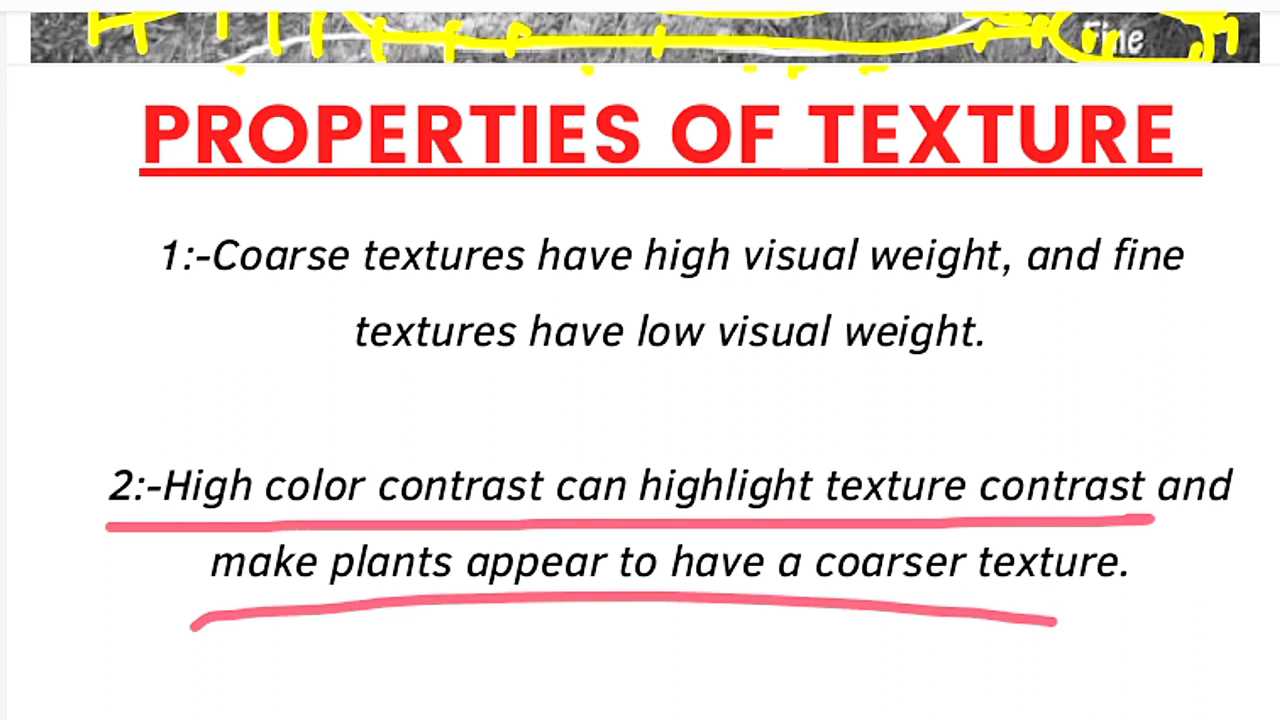 Fine
PROPERTIES OF TEXTURE
1:-Coarse textures have high visual weight, and fine
textures have low visual weight.
2:-High color contrast can highlight texture contrast and
make plants appear to have a coarser texture.